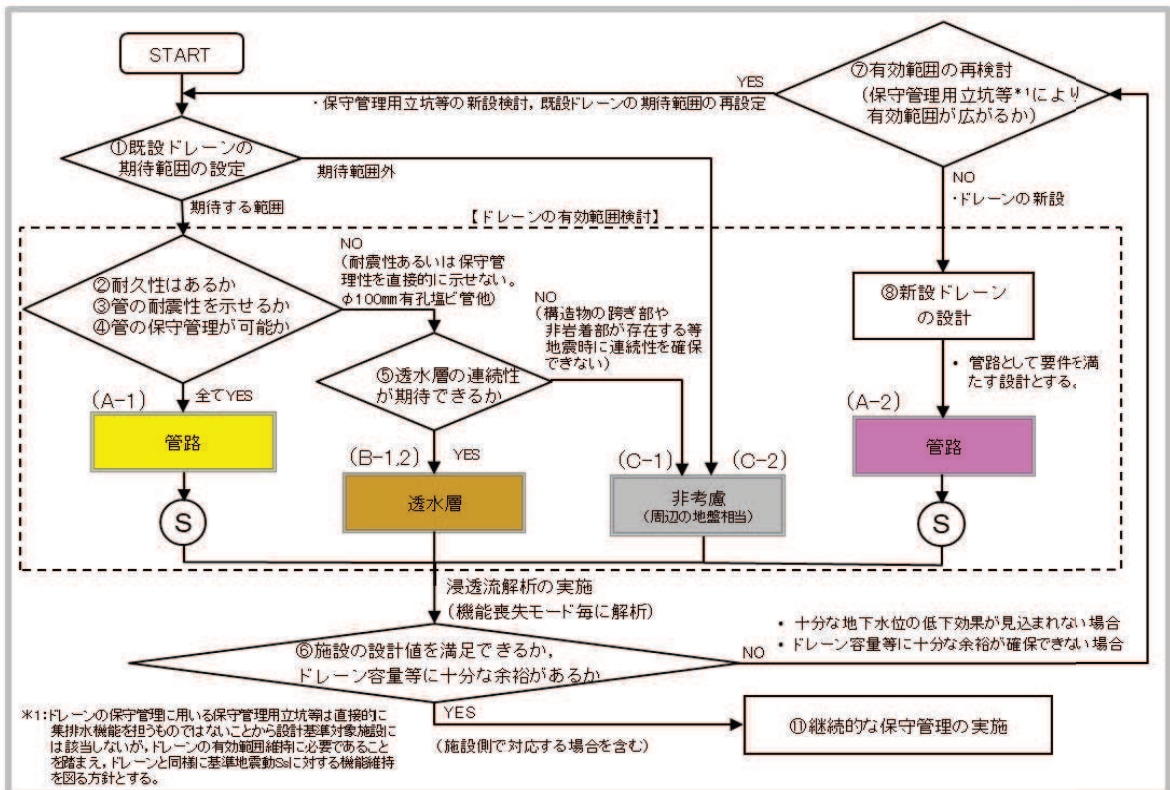 START
YES
・保守管理用立坑等の新設検討，既設ドレーンの期待範囲の再設定
⑦有効範囲の再検討
(保守管理用立坑等*1により
有効範囲が広がるか)
①既設ドレーンの
期待範囲の設定
期待範囲外
期待する範囲
NO
・ドレーンの新設
【ドレーンの有効範囲検討】
②耐久性はあるか
③管の耐震性を示せるか
④管の保守管理が可能か
NO
(耐震性あるいは保守管
理性を直接的に示せない。
φ100mm有孔塩ビ管他)
NO
(構造物の跨ぎ部や
非岩着部が存在する等
地震時に連続性を確保
できない)
⑧新設ドレーン
の設計
⑤透水層の連続性
が期待できるか
• 管路として要件を満
たす設計とする。
(A-1)
全てYES
管路
(B-1,2)
YES
透水層
(C-1)
(C-2)
非考慮
(周辺の地盤相当)
(A-2)
管路
S
S
浸透流解析の実施
(機能喪失モード毎に解析)
⑥施設の設計値を満足できるか，
ドレーン容量等に十分な余裕があるか
NO
• 十分な地下水位の低下効果が見込まれない場合
• ドレーン容量等に十分な余裕が確保できない場合
YES
(施設側で対応する場合を含む)
⑪継続的な保守管理の実施
*1:ドレーンの保守管理に用いる保守管理用立坑等は直接的に
集排水機能を担うものではないことから設計基準対象施設に
は該当しないが，ドレーンの有効範囲維持に必要であること
を踏まえ，ドレーンと同様に基準地震動Ssに対する機能維持
を図る方針とする。